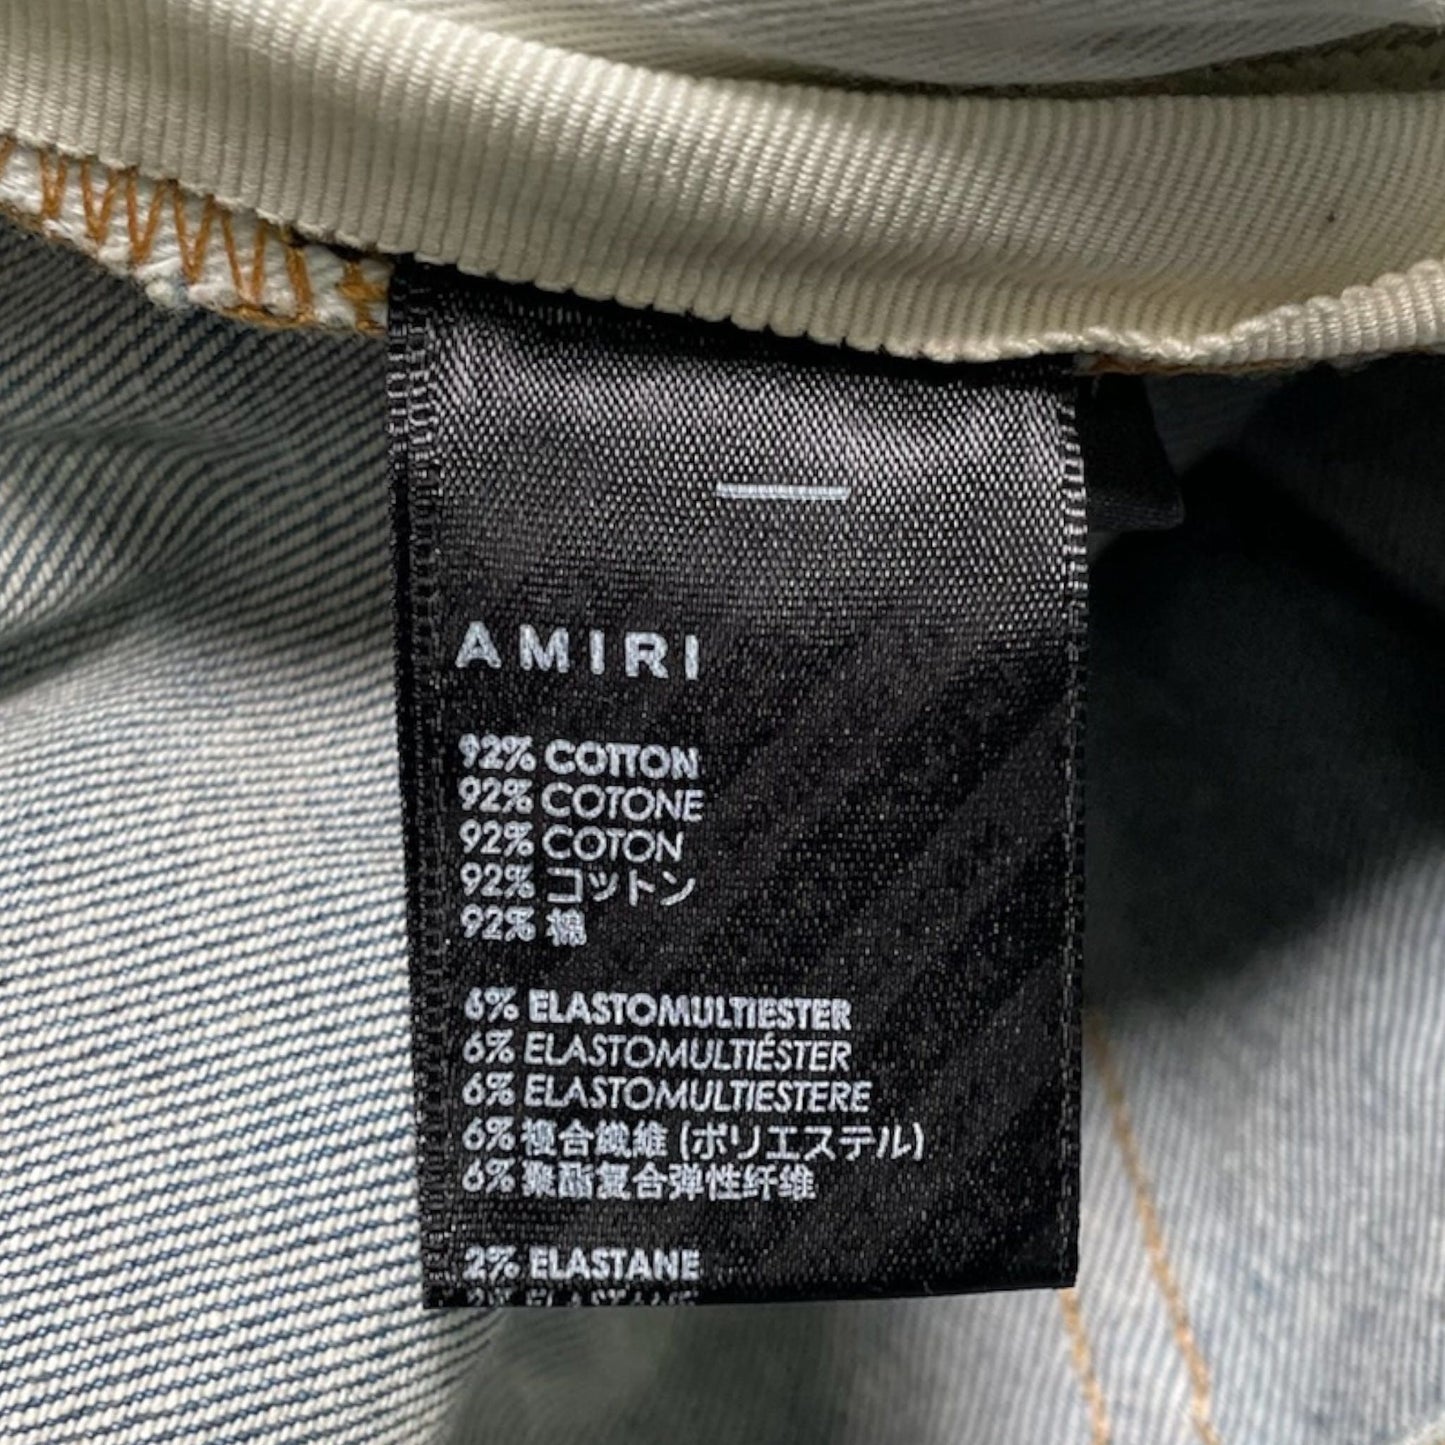 AMIRI
92% COTTON
92% COTONE
92% COTON
92% コットン
92% 棉
6% ELASTOMULTIESTER
6% ELASTOMULTIÉSTER
6% ELASTOMULTIESTERE
6% 複合繊維 (ポリエステル)
6% 聚酯复合弹性纤维
2% ELASTANE